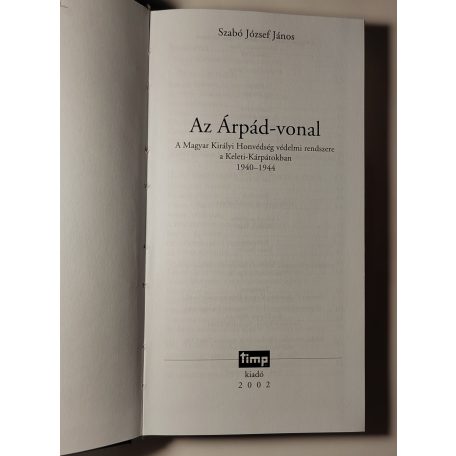 Szabó József János
Az Árpád-vonal
A Magyar Királyi Honvédség védelmi rendszere
a Keleti-Kárpátokban
1940–1944
timp
kiadó
2002